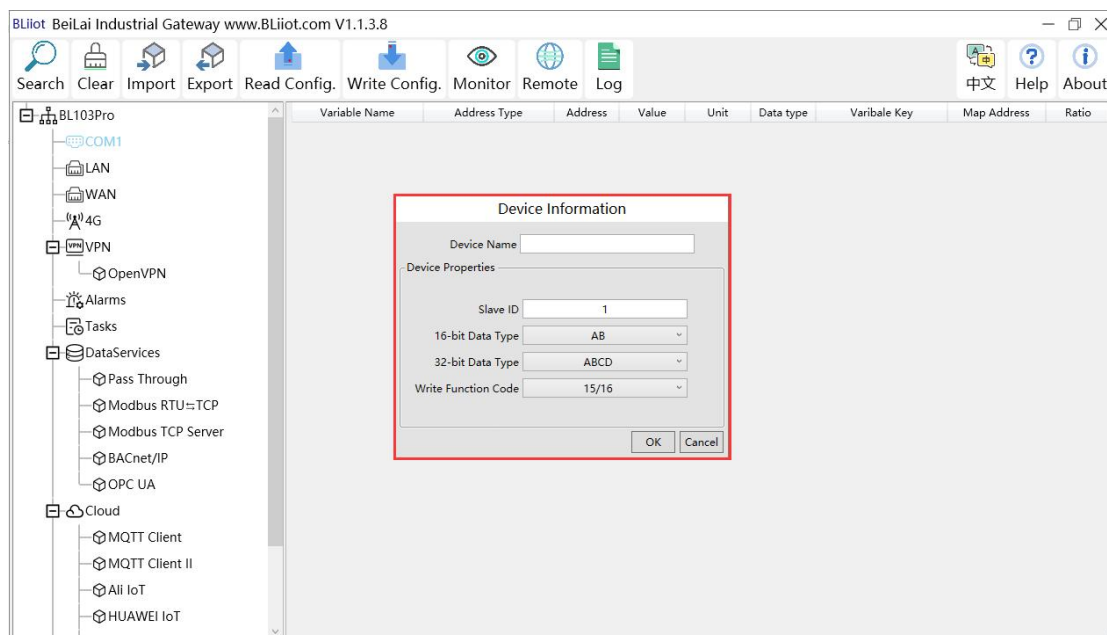 BLiiot BeiLai Industrial Gateway www.BLiiot.com V1.1.3.8
Search Clear Import Export Read Config. Write Config. Monitor Remote Log 中文 Help About
BL103Pro
COM1
LAN
WAN
4G
VPN
OpenVPN
Alarms
Tasks
DataServices
Pass Through
Modbus RTU⇆TCP
Modbus TCP Server
BACnet/IP
OPC UA
Cloud
MQTT Client
MQTT Client II
Ali IoT
HUAWEI IoT
Variable Name Address Type Address Value Unit Data type Varibale Key Map Address Ratio
Device Information
Device Name
Device Properties
Slave ID 1
16-bit Data Type AB
32-bit Data Type ABCD
Write Function Code 15/16
OK Cancel